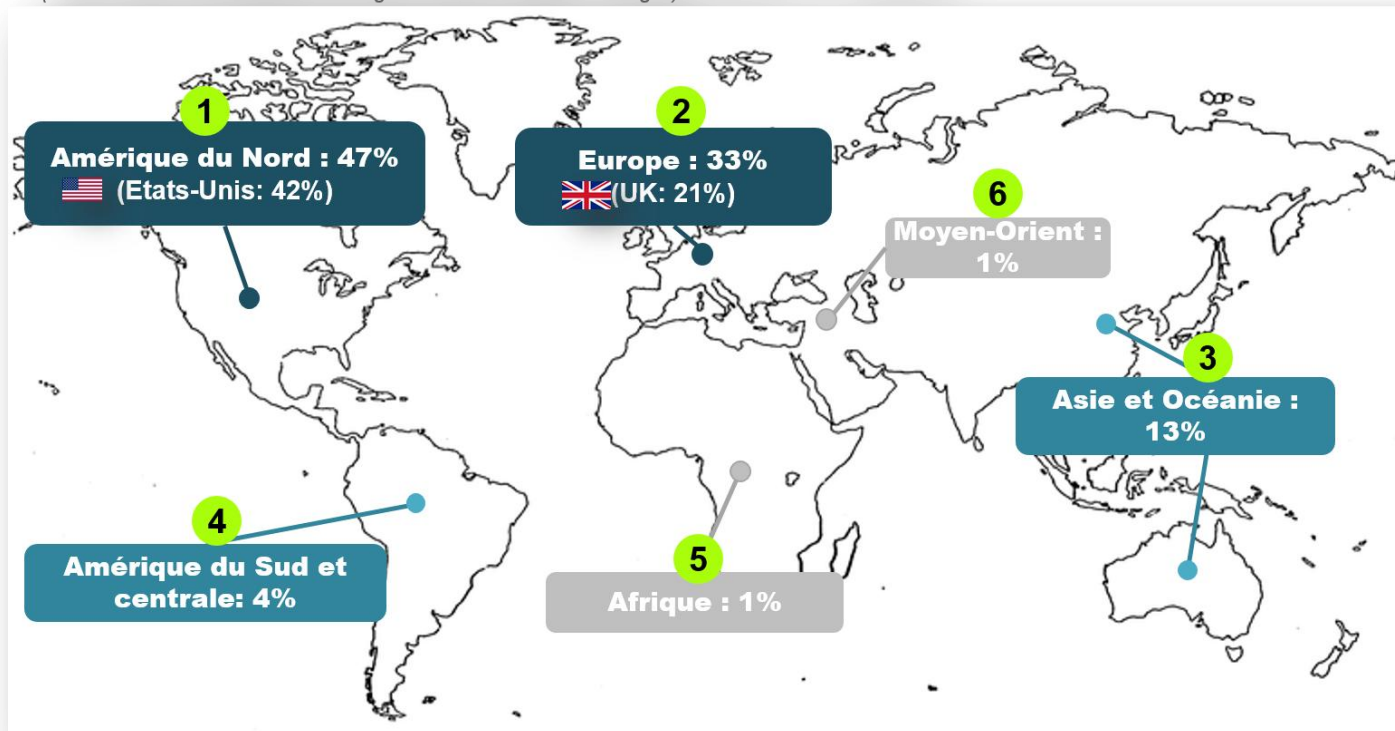 1
Amérique du Nord : 47%
(Etats-Unis: 42%)
2
Europe : 33%
(UK: 21%)
6
Moyen-Orient :
1%
3
Asie et Océanie :
13%
4
Amérique du Sud et
centrale: 4%
5
Afrique : 1%